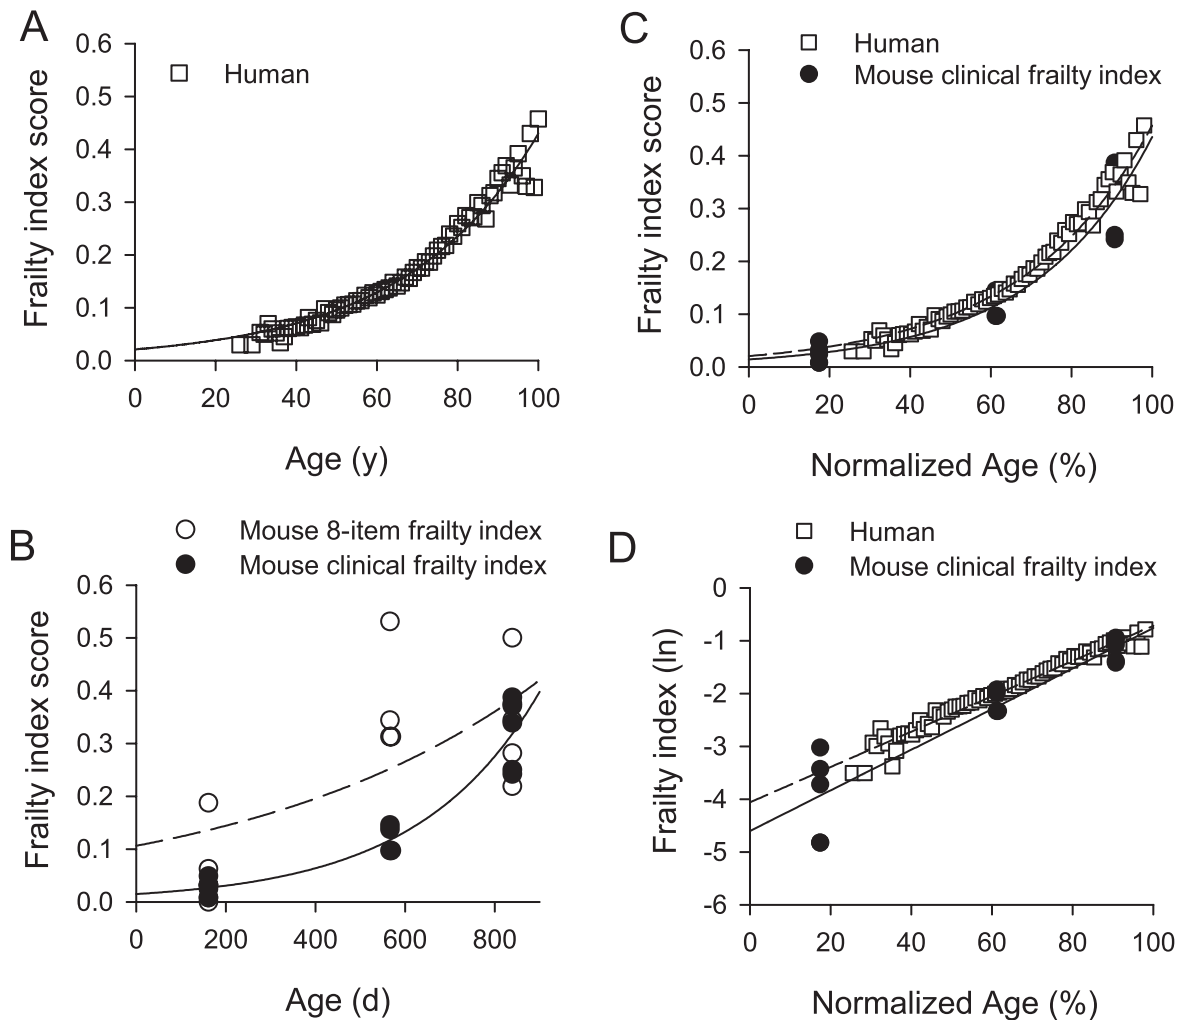 A
Human
Frailty index score
0.6
0.5
0.4
0.3
0.2
0.1
0.0
0 20 40 60 80 100
Age (y)
C
Human
Mouse clinical frailty index
Frailty index score
0.6
0.5
0.4
0.3
0.2
0.1
0.0
0 20 40 60 80 100
Normalized Age (%)
B
Mouse 8-item frailty index
Mouse clinical frailty index
Frailty index score
0.6
0.5
0.4
0.3
0.2
0.1
0.0
0 200 400 600 800
Age (d)
D
Human
Mouse clinical frailty index
Frailty index (ln)
0
-1
-2
-3
-4
-5
-6
0 20 40 60 80 100
Normalized Age (%)